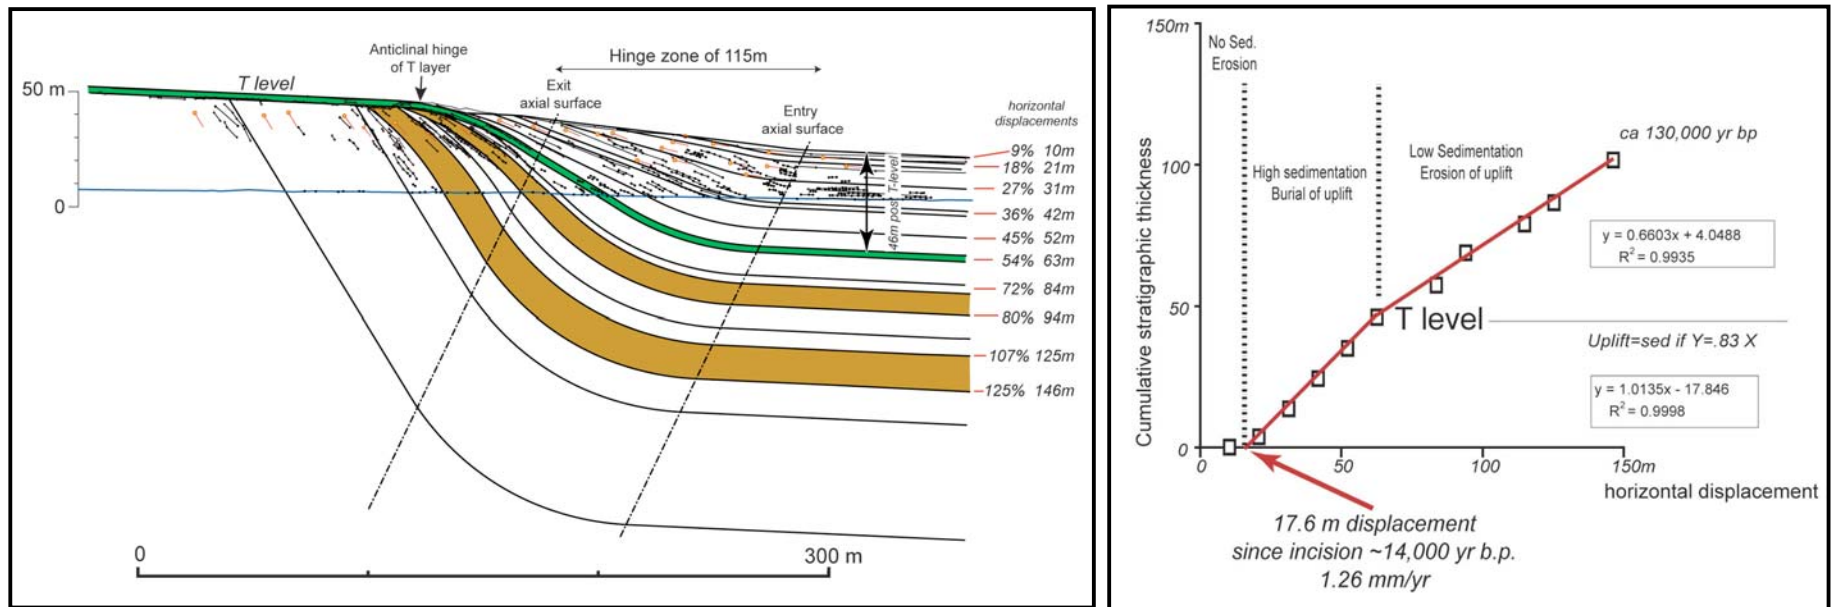 Anticlinal hinge
of T layer
Hinge zone of 115m
T level
50 m
0
Exit
axial surface
Entry
axial surface
horizontal
displacements
9% 10m
18% 21m
27% 31m
36% 42m
45% 52m
54% 63m
72% 84m
80% 94m
107% 125m
125% 146m
46m post T-level
0
300 m
150m
100
50
0
Cumulative stratigraphic thickness
No Sed.
Erosion
High sedimentation
Burial of uplift
Low Sedimentation
Erosion of uplift
ca 130,000 yr bp
y = 0.6603x + 4.0488
R² = 0.9935
T level
Uplift=sed if Y=.83 X
y = 1.0135x - 17.846
R² = 0.9998
0
50
100
150m
horizontal displacement
17.6 m displacement
since incision ~14,000 yr b.p.
1.26 mm/yr